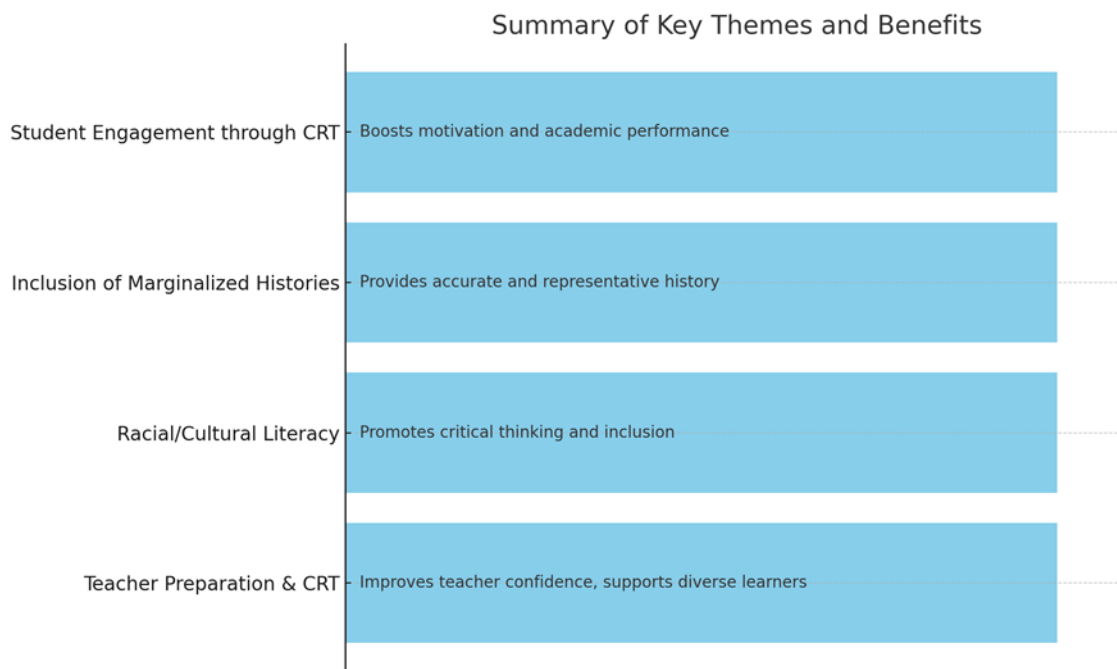 Summary of Key Themes and Benefits
Student Engagement through CRT
Boosts motivation and academic performance
Inclusion of Marginalized Histories
Provides accurate and representative history
Racial/Cultural Literacy
Promotes critical thinking and inclusion
Teacher Preparation & CRT
Improves teacher confidence, supports diverse learners